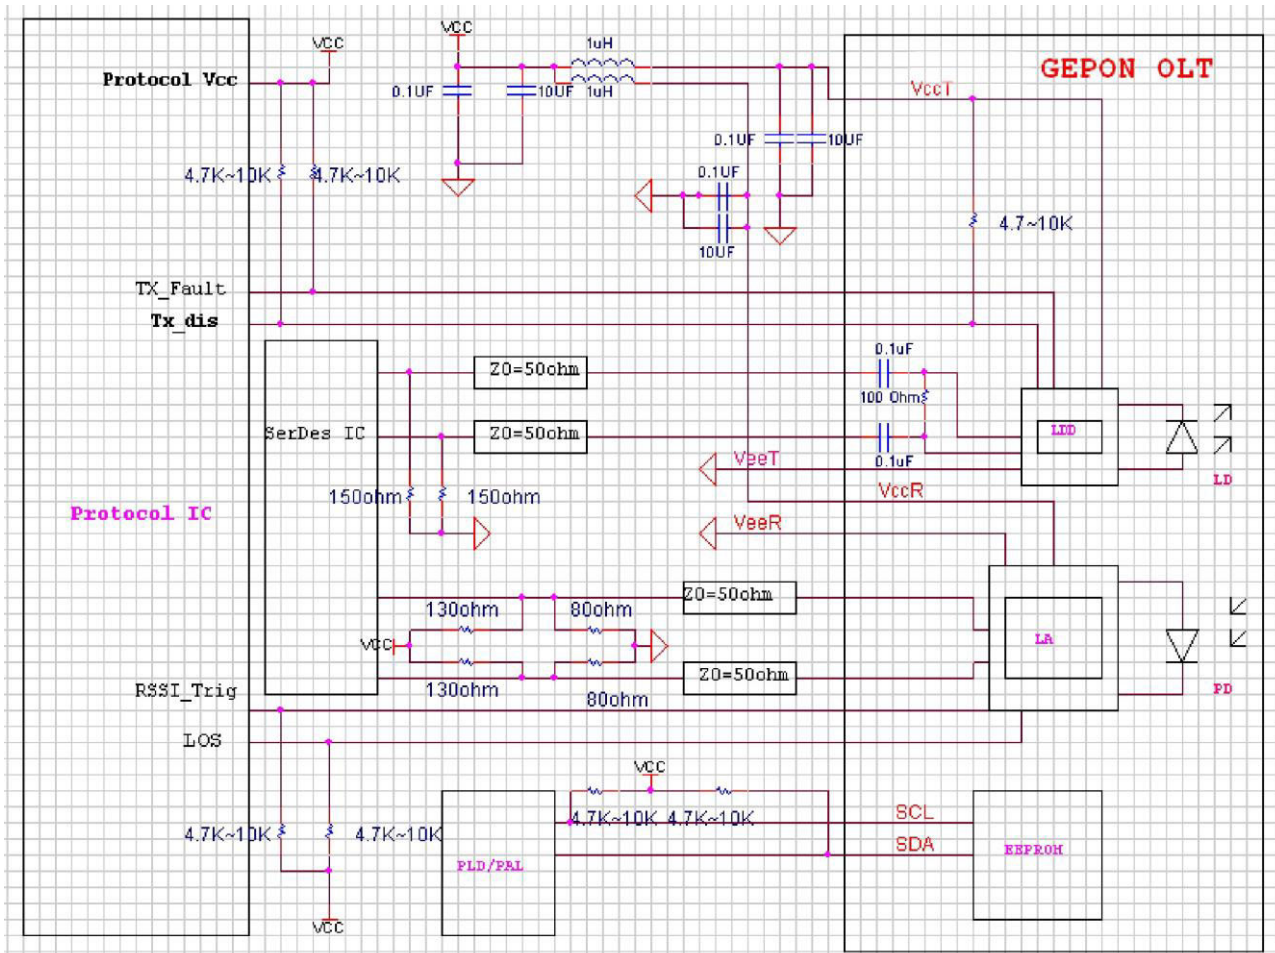 VCC
VCC
1uH
GEPON OLT
Protocol Vcc
0.1UF
10UF
1uH
VccT
0.1UF
10UF
4.7K~10K
4.7K~10K
0.1UF
4.7~10K
10UF
TX_Fault
Tx_dis
0.1uF
Z0=50ohm
100 Ohm
SerDes IC
Z0=50ohm
LDD
0.1uF
VeeT
LD
150ohm
150ohm
VccR
Protocol IC
VeeR
Z0=50ohm
130ohm
80ohm
VCC
LA
Z0=50ohm
130ohm
80ohm
PD
RSSI_Trig
LOS
VCC
4.7K~10K
4.7K~10K
SCL
4.7K~10K
4.7K~10K
SDA
EEPROM
PLD/PAL
VCC